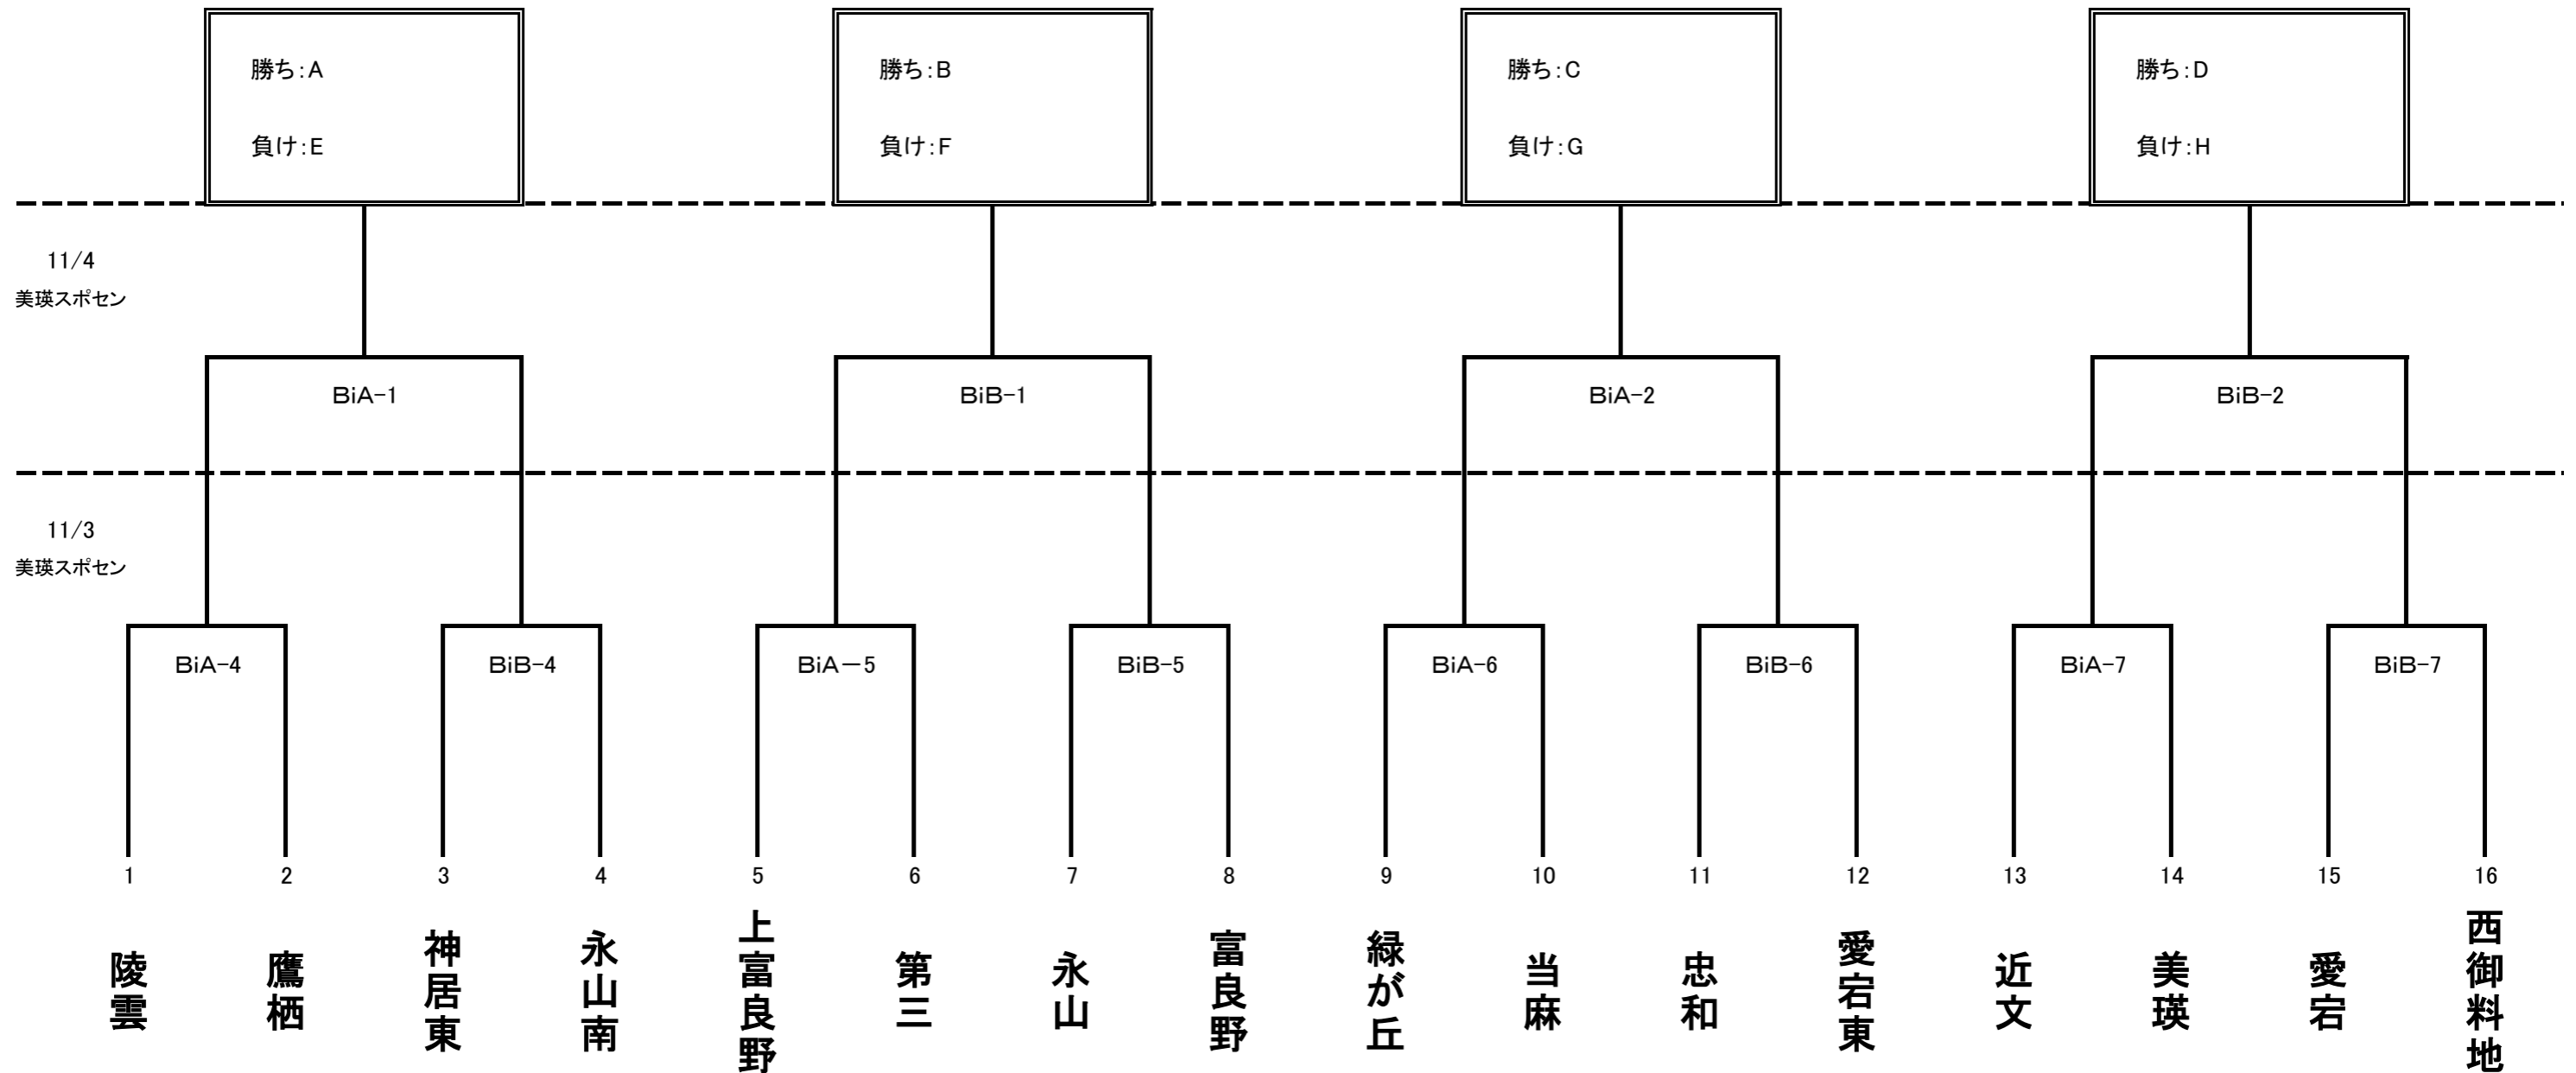 勝ち:A
負け:E
勝ち:B
負け:F
勝ち:C
負け:G
勝ち:D
負け:H
11/4
美瑛スポセン
BiA-1
BiB-1
BiA-2
BiB-2
11/3
美瑛スポセン
BiA-4
BiB-4
BiA－5
BiB-5
BiA-6
BiB-6
BiA-7
BiB-7
1
2
3
4
5
6
7
8
9
10
11
12
13
14
15
16
陵雲
鷹栖
神居東
永山南
上富良野
第三
永山
富良野
緑が丘
当麻
忠和
愛宕東
近文
美瑛
愛宕
西御料地